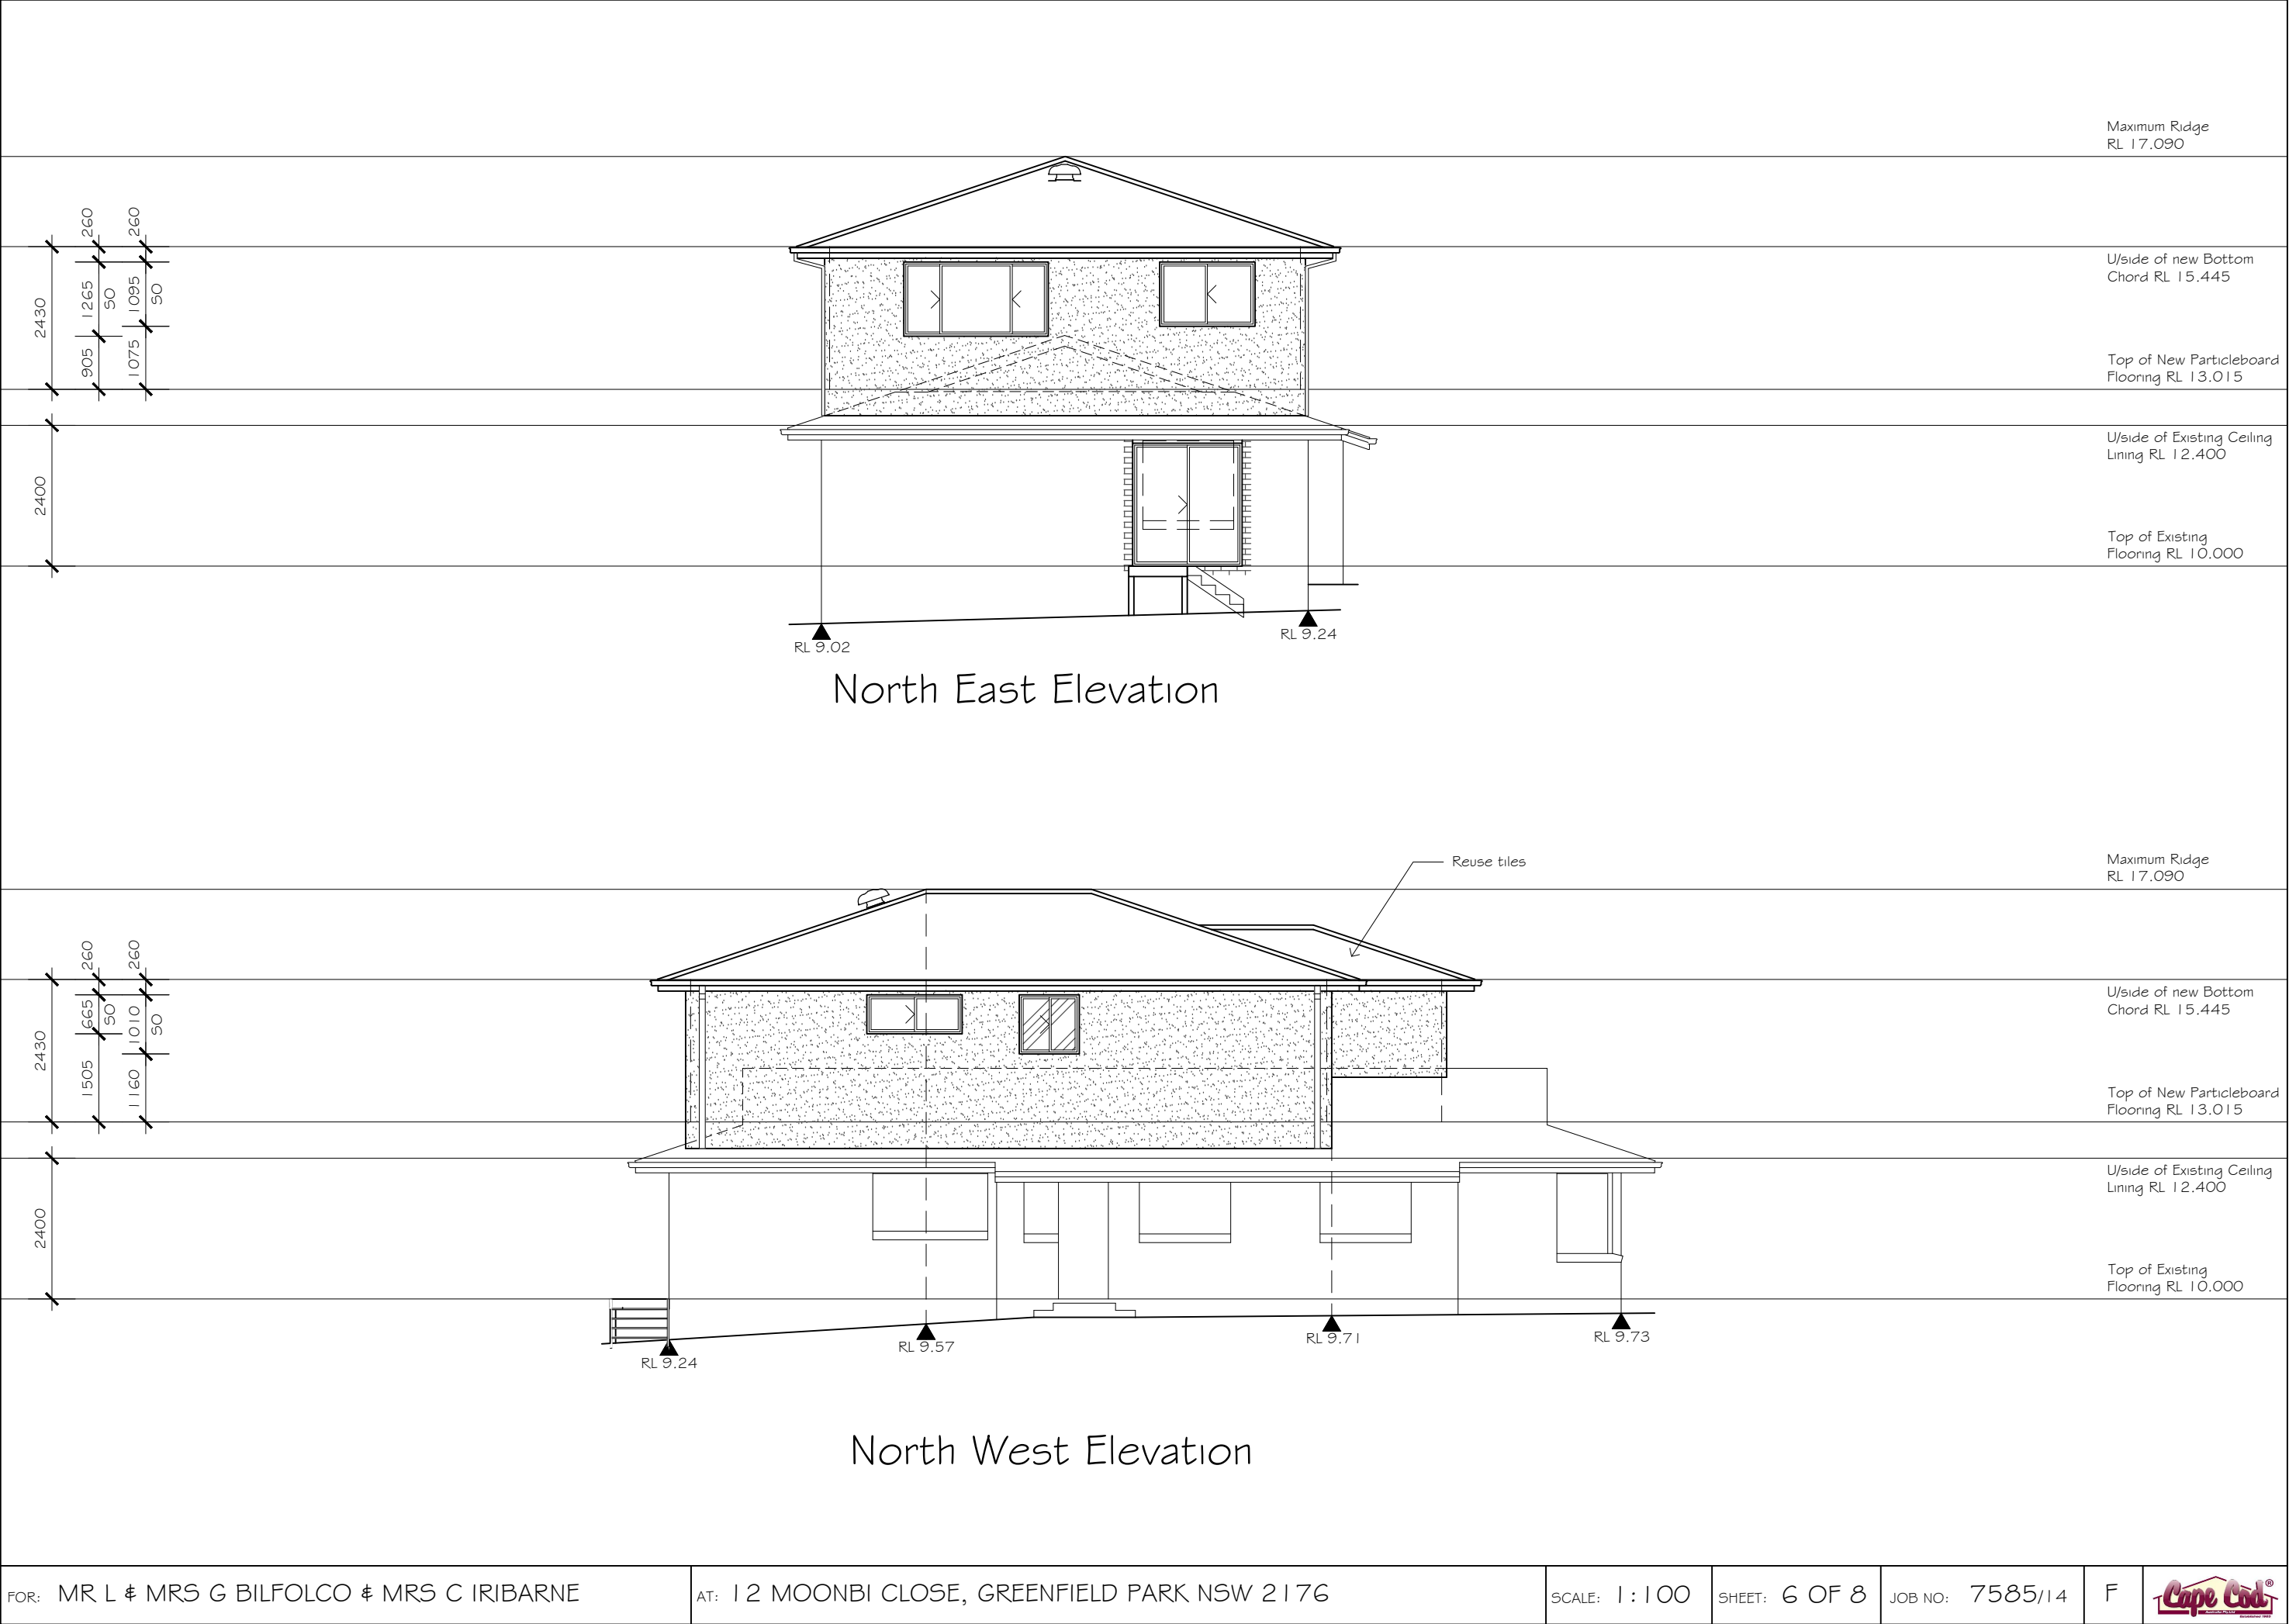 Maximum Ridge
RL 17.090
260
260
2430
1265
50
1095
50
905
1075
U/side of new Bottom
Chord RL 15.445
Top of New Particleboard
Flooring RL 13.015
2400
U/side of Existing Ceiling
Lining RL 12.400
Top of Existing
Flooring RL 10.000
RL 9.02
RL 9.24
North East Elevation
Reuse tiles
Maximum Ridge
RL 17.090
260
260
2430
665
50
1010
50
1505
1160
U/side of new Bottom
Chord RL 15.445
Top of New Particleboard
Flooring RL 13.015
2400
U/side of Existing Ceiling
Lining RL 12.400
Top of Existing
Flooring RL 10.000
RL 9.24
RL 9.57
RL 9.71
RL 9.73
North West Elevation
FOR: MR L & MRS G BILFOLCO & MRS C IRIBARNE
AT: 12 MOONBI CLOSE, GREENFIELD PARK NSW 2176
SCALE: 1:100
SHEET: 6 OF 8
JOB NO: 7585/14
F
Cape Cod®